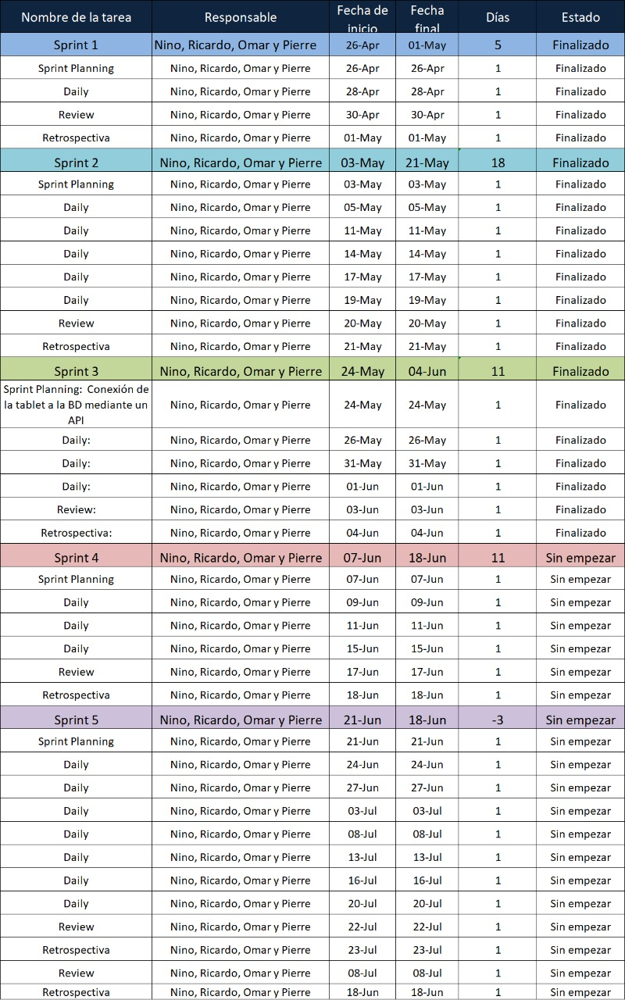 Nombre de la tarea Responsable Fecha de inicio Fecha final Días Estado
Sprint 1 Nino, Ricardo, Omar y Pierre 26-Apr 01-May 5 Finalizado
Sprint Planning Nino, Ricardo, Omar y Pierre 26-Apr 26-Apr 1 Finalizado
Daily Nino, Ricardo, Omar y Pierre 28-Apr 28-Apr 1 Finalizado
Review Nino, Ricardo, Omar y Pierre 30-Apr 30-Apr 1 Finalizado
Retrospectiva Nino, Ricardo, Omar y Pierre 01-May 01-May 1 Finalizado
Sprint 2 Nino, Ricardo, Omar y Pierre 03-May 21-May 18 Finalizado
Sprint Planning Nino, Ricardo, Omar y Pierre 03-May 03-May 1 Finalizado
Daily Nino, Ricardo, Omar y Pierre 05-May 05-May 1 Finalizado
Daily Nino, Ricardo, Omar y Pierre 11-May 11-May 1 Finalizado
Daily Nino, Ricardo, Omar y Pierre 14-May 14-May 1 Finalizado
Daily Nino, Ricardo, Omar y Pierre 17-May 17-May 1 Finalizado
Daily Nino, Ricardo, Omar y Pierre 19-May 19-May 1 Finalizado
Review Nino, Ricardo, Omar y Pierre 20-May 20-May 1 Finalizado
Retrospectiva Nino, Ricardo, Omar y Pierre 21-May 21-May 1 Finalizado
Sprint 3 Nino, Ricardo, Omar y Pierre 24-May 04-Jun 11 Finalizado
Sprint Planning: Conexión de
la tablet a la BD mediante un
API
Nino, Ricardo, Omar y Pierre 24-May 24-May 1 Finalizado
Daily: Nino, Ricardo, Omar y Pierre 26-May 26-May 1 Finalizado
Daily: Nino, Ricardo, Omar y Pierre 31-May 31-May 1 Finalizado
Daily: Nino, Ricardo, Omar y Pierre 01-Jun 01-Jun 1 Finalizado
Review: Nino, Ricardo, Omar y Pierre 03-Jun 03-Jun 1 Finalizado
Retrospectiva: Nino, Ricardo, Omar y Pierre 04-Jun 04-Jun 1 Finalizado
Sprint 4 Nino, Ricardo, Omar y Pierre 07-Jun 18-Jun 11 Sin empezar
Sprint Planning Nino, Ricardo, Omar y Pierre 07-Jun 07-Jun 1 Sin empezar
Daily Nino, Ricardo, Omar y Pierre 09-Jun 09-Jun 1 Sin empezar
Daily Nino, Ricardo, Omar y Pierre 11-Jun 11-Jun 1 Sin empezar
Daily Nino, Ricardo, Omar y Pierre 15-Jun 15-Jun 1 Sin empezar
Review Nino, Ricardo, Omar y Pierre 17-Jun 17-Jun 1 Sin empezar
Retrospectiva Nino, Ricardo, Omar y Pierre 18-Jun 18-Jun 1 Sin empezar
Sprint 5 Nino, Ricardo, Omar y Pierre 21-Jun 18-Jun -3 Sin empezar
Sprint Planning Nino, Ricardo, Omar y Pierre 21-Jun 21-Jun 1 Sin empezar
Daily Nino, Ricardo, Omar y Pierre 24-Jun 24-Jun 1 Sin empezar
Daily Nino, Ricardo, Omar y Pierre 27-Jun 27-Jun 1 Sin empezar
Daily Nino, Ricardo, Omar y Pierre 03-Jul 03-Jul 1 Sin empezar
Daily Nino, Ricardo, Omar y Pierre 08-Jul 08-Jul 1 Sin empezar
Daily Nino, Ricardo, Omar y Pierre 13-Jul 13-Jul 1 Sin empezar
Daily Nino, Ricardo, Omar y Pierre 16-Jul 16-Jul 1 Sin empezar
Daily Nino, Ricardo, Omar y Pierre 20-Jul 20-Jul 1 Sin empezar
Review Nino, Ricardo, Omar y Pierre 22-Jul 22-Jul 1 Sin empezar
Retrospectiva Nino, Ricardo, Omar y Pierre 23-Jul 23-Jul 1 Sin empezar
Review Nino, Ricardo, Omar y Pierre 08-Jul 08-Jul 1 Sin empezar
Retrospectiva Nino, Ricardo, Omar y Pierre 18-Jun 18-Jun 1 Sin empezar